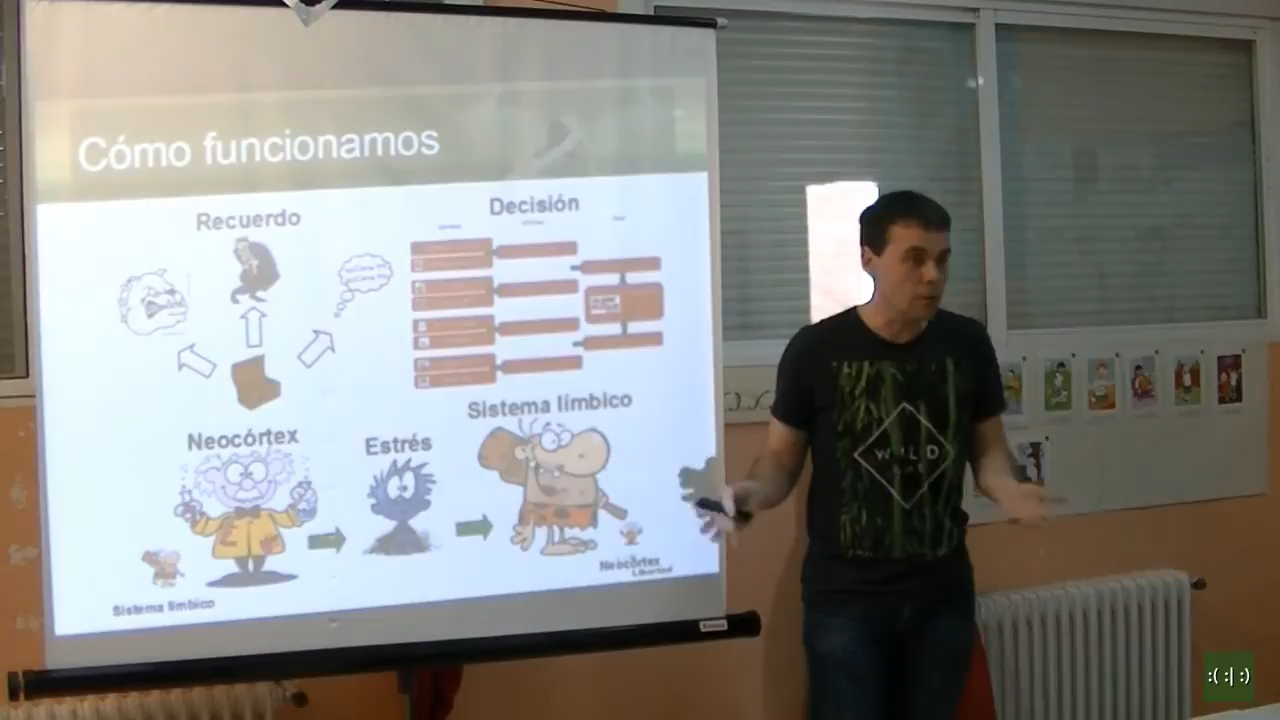 Cómo funcionamos
Recuerdo
Decisión
Neocórtex
Estrés
Sistema límbico
Sistema límbico
Neocórtex
Libertad
WILD
:( :| :)